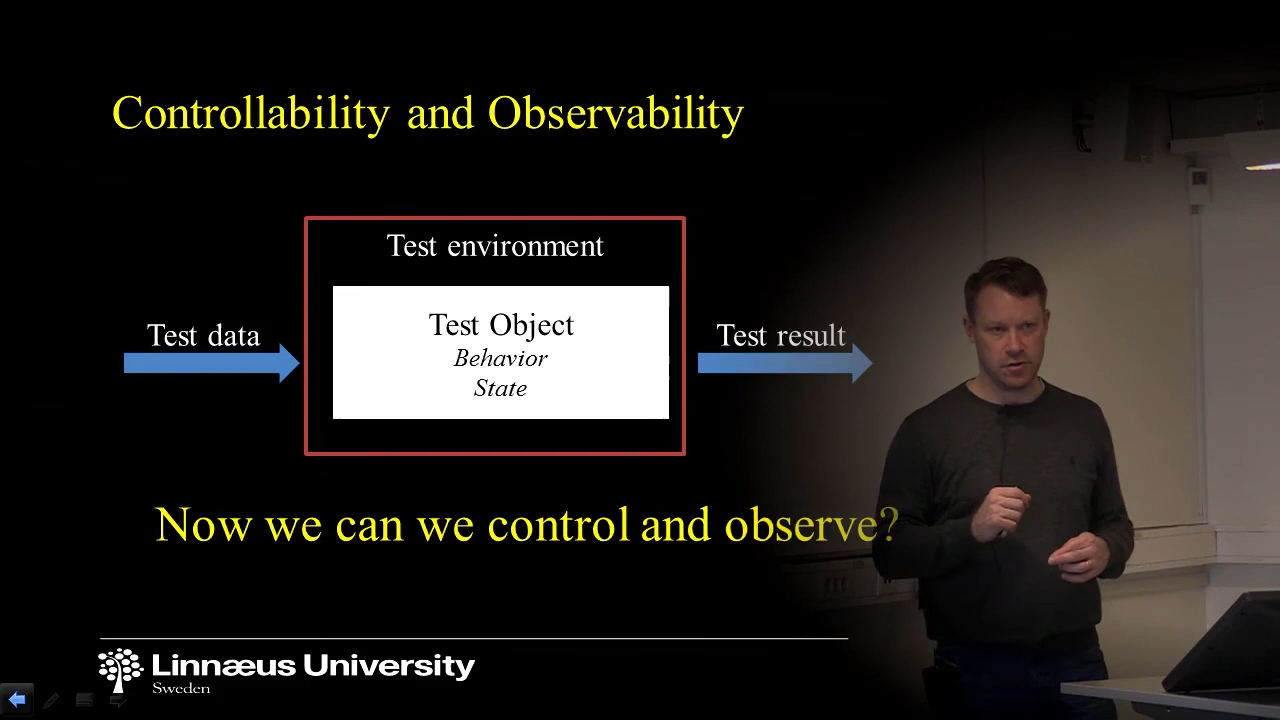 Controllability and Observability
Test environment
Test data
Test Object
Behavior
State
Test result
Now we can we control and observe?
Linnæus University
Sweden